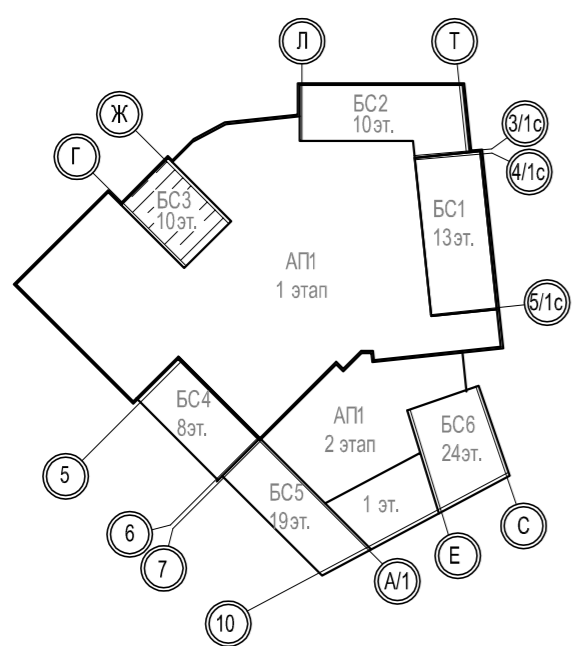 Л
Т
БС2
10эт.
Ж
3/1с
4/1с
Г
БС3
10эт.
БС1
13эт.
АП1
1 этап
5/1с
БС4
8эт.
АП1
2 этап
БС6
24эт.
5
БС5
19эт.
1 эт.
6
7
С
Е
А/1
10